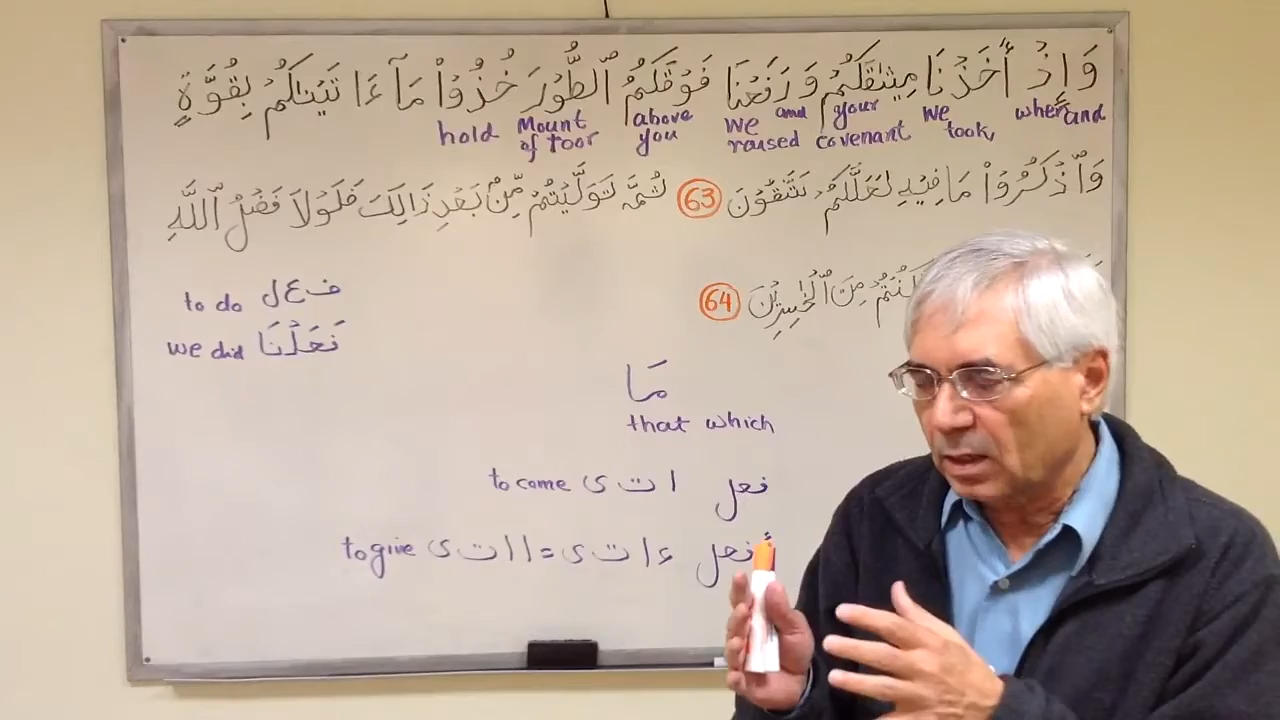 وَإِذْ أَخَذْنَا مِيثَٰقَكُمْ وَرَفَعْنَا فَوْقَكُمُ ٱلطُّورَ خُذُوا۟ مَآ ءَاتَيْنَٰكُمْ بِقُوَّةٍ
and when we took, your covenant and we raised above you Mount of toor hold
وَٱذْكُرُوا۟ مَا فِيهِ لَعَلَّكُمْ تَتَّقُونَ 63 ثُمَّ تَوَلَّيْتُمْ مِّنۢ بَعْدِ ذَٰلِكَ فَلَوْلَا فَضْلُ ٱللَّهِ
كُنْتُمْ مِنَ ٱلْخَٰسِرِينَ 64
ف ع ل to do
فَعَلْنَا we did
مَا
that which
فعل ا ت ى to come
أفعل ء ا ت ى = ا ا ت ى to give